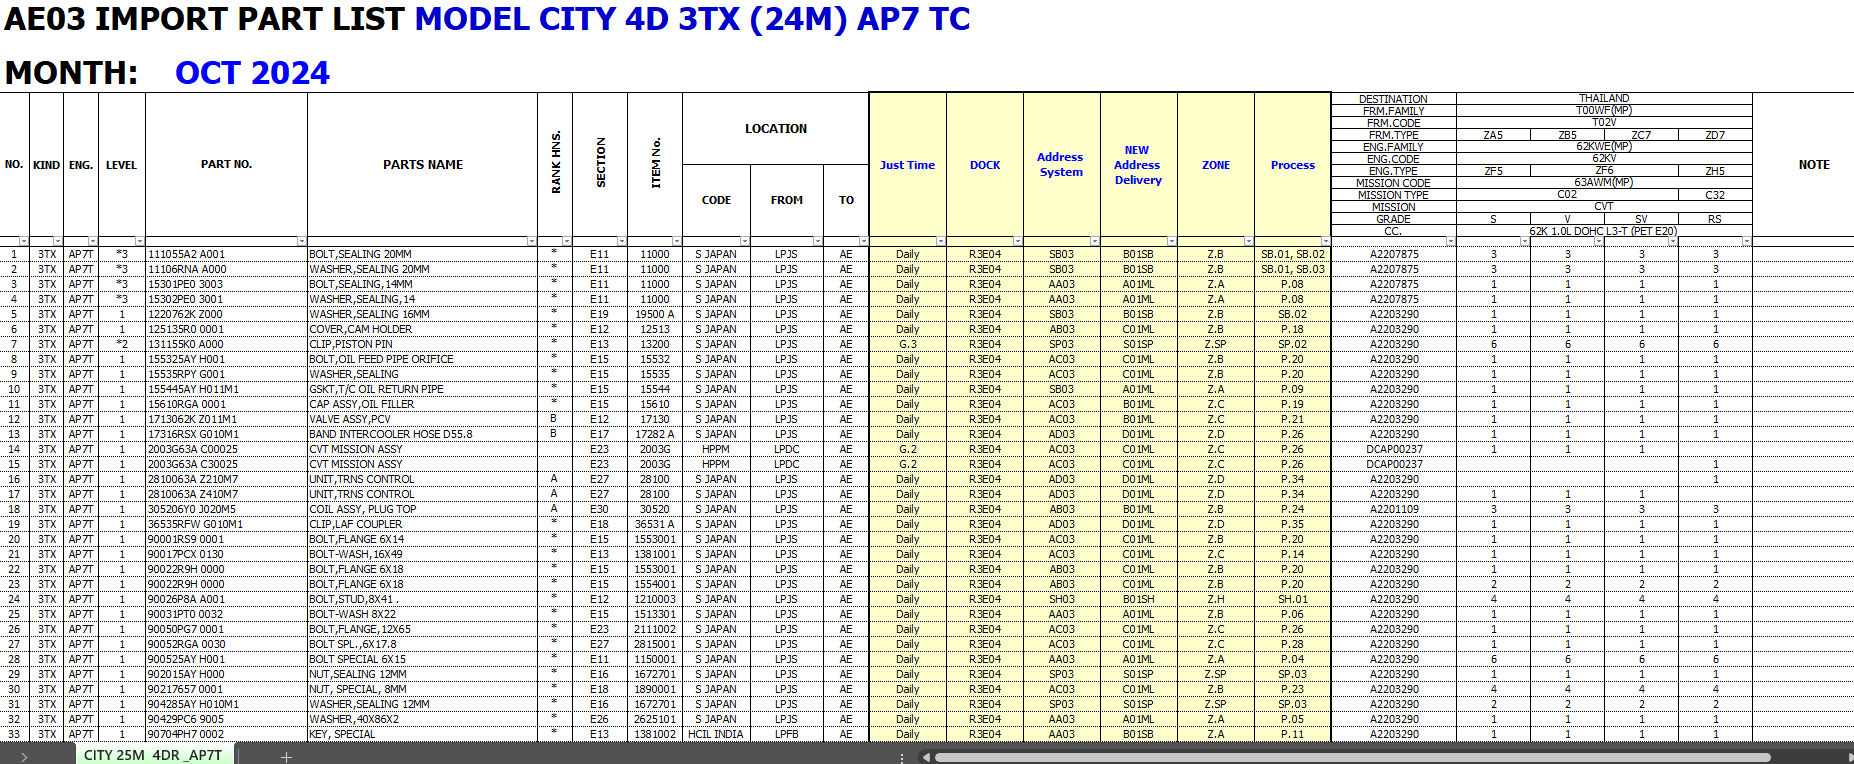 AE03 IMPORT PART LIST MODEL CITY 4D 3TX (24M) AP7 TC
MONTH: OCT 2024
NO. KIND ENG. LEVEL PART NO. PARTS NAME RANK HNS. SECTION ITEM No. LOCATION CODE FROM TO Just Time DOCK Address System NEW Address Delivery ZONE Process NOTE
DESTINATION THAILAND
FRM.FAMILY T00WF(MP)
FRM.CODE T02V
FRM.TYPE ZA5 ZB5 ZC7 ZD7
ENG.FAMILY 62KWE(MP)
ENG.CODE 62KV
ENG.TYPE ZF5 ZF6 ZH5
MISSION CODE 63AWM(MP)
MISSION TYPE C02 C32
MISSION CVT
GRADE S V SV RS
CC. 62K 1.0L DOHC L3-T (PET E20)
1 3TX AP7T *3 111055A2 A001 BOLT,SEALING 20MM * E11 11000 S JAPAN LPJS AE Daily R3E04 SB03 B01SB Z.B SB.01, SB.02 A2207875 3 3 3 3
2 3TX AP7T *3 11106RNA A000 WASHER,SEALING 20MM * E11 11000 S JAPAN LPJS AE Daily R3E04 SB03 B01SB Z.B SB.01, SB.03 A2207875 3 3 3 3
3 3TX AP7T *3 15301PE0 3003 BOLT,SEALING,14MM * E11 11000 S JAPAN LPJS AE Daily R3E04 AA03 A01ML Z.A P.08 A2207875 1 1 1 1
4 3TX AP7T *3 15302PE0 3001 WASHER,SEALING,14 * E11 11000 S JAPAN LPJS AE Daily R3E04 AA03 A01ML Z.A P.08 A2207875 1 1 1 1
5 3TX AP7T 1 1220762K Z000 WASHER,SEALING 16MM * E19 19500 A S JAPAN LPJS AE Daily R3E04 SB03 B01SB Z.B SB.02 A2203290 1 1 1 1
6 3TX AP7T 1 125135R0 0001 COVER,CAM HOLDER * E12 12513 S JAPAN LPJS AE Daily R3E04 AB03 C01ML Z.B P.18 A2203290 1 1 1 1
7 3TX AP7T *2 131155K0 A000 CLIP,PISTON PIN * E13 13200 S JAPAN LPJS AE G.3 R3E04 SP03 S01SP Z.SP SP.02 A2203290 6 6 6 6
8 3TX AP7T 1 155325AY H001 BOLT,OIL FEED PIPE ORIFICE * E15 15532 S JAPAN LPJS AE Daily R3E04 AC03 C01ML Z.B P.20 A2203290 1 1 1 1
9 3TX AP7T 1 15535RPY G001 WASHER,SEALING * E15 15535 S JAPAN LPJS AE Daily R3E04 AC03 C01ML Z.B P.20 A2203290 1 1 1 1
10 3TX AP7T 1 155445AY H011M1 GSKT,T/C OIL RETURN PIPE * E15 15544 S JAPAN LPJS AE Daily R3E04 SB03 A01ML Z.A P.09 A2203290 1 1 1 1
11 3TX AP7T 1 15610RGA 0001 CAP ASSY,OIL FILLER * E15 15610 S JAPAN LPJS AE Daily R3E04 AC03 B01ML Z.C P.19 A2203290 1 1 1 1
12 3TX AP7T 1 1713062K Z011M1 VALVE ASSY,PCV B E12 17130 S JAPAN LPJS AE Daily R3E04 AC03 B01ML Z.C P.21 A2203290 1 1 1 1
13 3TX AP7T 1 17316RSX G010M1 BAND INTERCOOLER HOSE D55.8 B E17 17282 A S JAPAN LPJS AE Daily R3E04 AD03 D01ML Z.D P.26 A2203290 1 1 1 1
14 3TX AP7T 1 2003G63A C00025 CVT MISSION ASSY E23 2003G HPPM LPDC AE G.2 R3E04 AC03 C01ML Z.C P.26 DCAP00237 1 1 1
15 3TX AP7T 1 2003G63A C30025 CVT MISSION ASSY E23 2003G HPPM LPDC AE G.2 R3E04 AC03 C01ML Z.C P.26 DCAP00237 1
16 3TX AP7T 1 2810063A Z210M7 UNIT,TRNS CONTROL A E27 28100 S JAPAN LPJS AE Daily R3E04 AD03 D01ML Z.D P.34 A2203290 1
17 3TX AP7T 1 2810063A Z410M7 UNIT,TRNS CONTROL A E27 28100 S JAPAN LPJS AE Daily R3E04 AD03 D01ML Z.D P.34 A2203290 1 1 1
18 3TX AP7T 1 305206Y0 J020M5 COIL ASSY, PLUG TOP A E30 30520 S JAPAN LPJS AE Daily R3E04 AB03 B01ML Z.B P.24 A2201109 3 3 3 3
19 3TX AP7T 1 36535RFW G010M1 CLIP,LAF COUPLER * E18 36531 A S JAPAN LPJS AE Daily R3E04 AD03 D01ML Z.D P.35 A2203290 1 1 1 1
20 3TX AP7T 1 90001RS9 0001 BOLT,FLANGE 6X14 * E15 1553001 S JAPAN LPJS AE Daily R3E04 AC03 C01ML Z.B P.20 A2203290 1 1 1 1
21 3TX AP7T 1 90017PCX 0130 BOLT-WASH,16X49 * E13 1381001 S JAPAN LPJS AE Daily R3E04 AC03 C01ML Z.C P.14 A2203290 1 1 1 1
22 3TX AP7T 1 90022R9H 0000 BOLT,FLANGE 6X18 * E15 1553001 S JAPAN LPJS AE Daily R3E04 AB03 C01ML Z.B P.20 A2203290 1 1 1 1
23 3TX AP7T 1 90022R9H 0000 BOLT,FLANGE 6X18 * E15 1554001 S JAPAN LPJS AE Daily R3E04 AB03 C01ML Z.B P.20 A2203290 2 2 2 2
24 3TX AP7T 1 90026P8A A001 BOLT,STUD,8X41 . * E12 1210003 S JAPAN LPJS AE Daily R3E04 SH03 B01SH Z.H SH.01 A2203290 4 4 4 4
25 3TX AP7T 1 90031PT0 0032 BOLT-WASH 8X22 * E15 1513301 S JAPAN LPJS AE Daily R3E04 AA03 A01ML Z.B P.06 A2203290 1 1 1 1
26 3TX AP7T 1 90050PG7 0001 BOLT,FLANGE,12X65 * E23 2111002 S JAPAN LPJS AE Daily R3E04 AC03 C01ML Z.C P.26 A2203290 1 1 1 1
27 3TX AP7T 1 90052RGA 0030 BOLT SPL.,6X17.8 * E27 2815001 S JAPAN LPJS AE Daily R3E04 AC03 C01ML Z.C P.28 A2203290 1 1 1 1
28 3TX AP7T 1 900525AY H001 BOLT SPECIAL 6X15 * E11 1150001 S JAPAN LPJS AE Daily R3E04 AA03 A01ML Z.A P.04 A2203290 6 6 6 6
29 3TX AP7T 1 902015AY H000 NUT,SEALING 12MM * E16 1672701 S JAPAN LPJS AE Daily R3E04 SP03 S01SP Z.SP SP.03 A2203290 1 1 1 1
30 3TX AP7T 1 90217657 0001 NUT, SPECIAL, 8MM * E18 1890001 S JAPAN LPJS AE Daily R3E04 AC03 C01ML Z.B P.23 A2203290 4 4 4 4
31 3TX AP7T 1 904285AY H010M1 WASHER,SEALING 12MM * E16 1672701 S JAPAN LPJS AE Daily R3E04 SP03 S01SP Z.SP SP.03 A2203290 2 2 2 2
32 3TX AP7T 1 90429PC6 9005 WASHER,40X86X2 * E26 2625101 S JAPAN LPJS AE Daily R3E04 AA03 A01ML Z.A P.05 A2203290 1 1 1 1
33 3TX AP7T 1 90704PH7 0002 KEY, SPECIAL * E13 1381002 HCIL INDIA LPFB AE Daily R3E04 AA03 B01SB Z.A P.11 A2203290 1 1 1 1
CITY 25M 4DR _AP7T